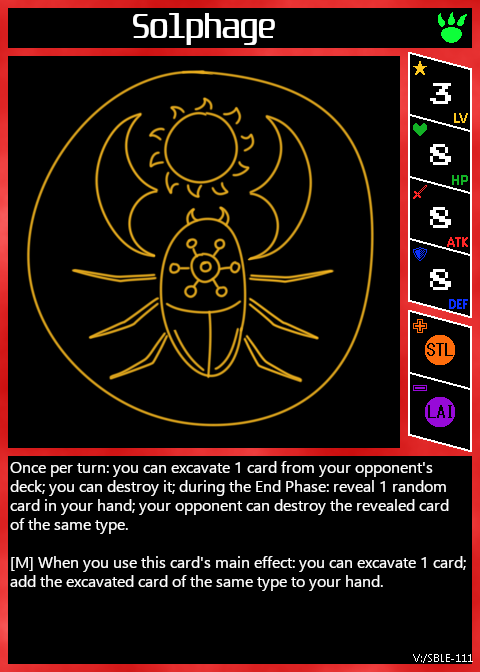 Solphage
3
LV
8
HP
8
ATK
8
DEF
STL
LAI
Once per turn: you can excavate 1 card from your opponent's
deck; you can destroy it; during the End Phase: reveal 1 random
card in your hand; your opponent can destroy the revealed card
of the same type.
[M] When you use this card's main effect: you can excavate 1 card;
add the excavated card of the same type to your hand.
V:/SBLE-111